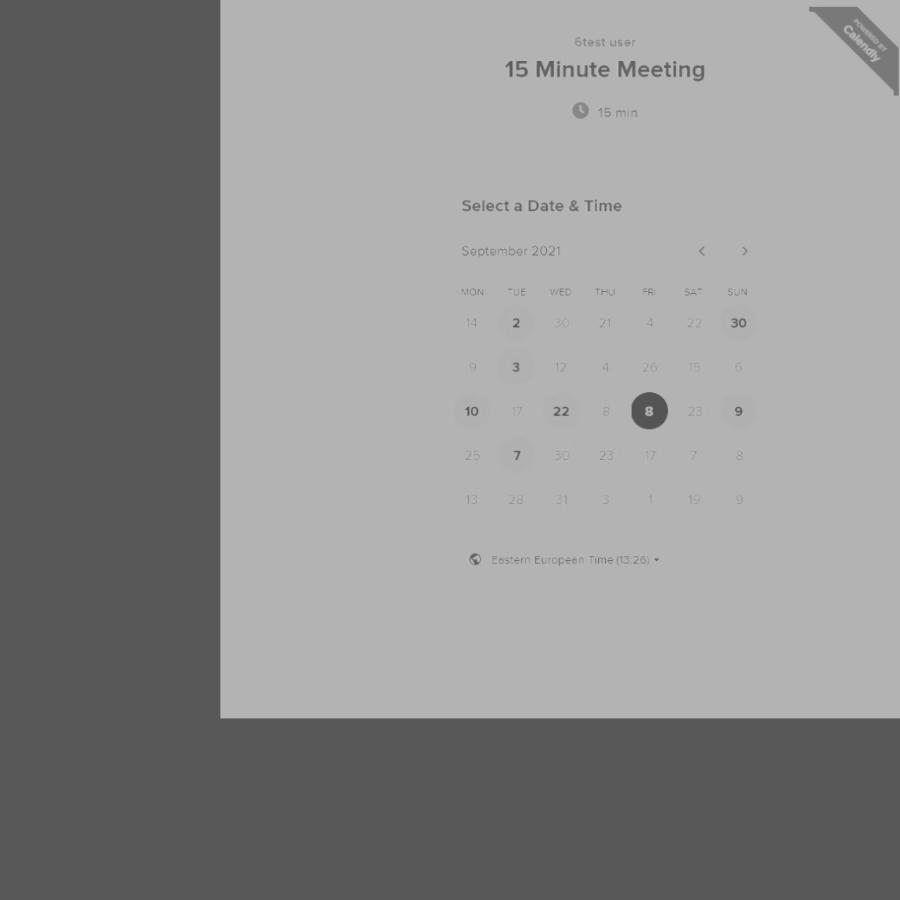 6test user
15 Minute Meeting
15 min
POWERED BY
Calendly
Select a Date & Time
September 2021
MON TUE WED THU FRI SAT SUN
14 2 30 21 4 22 30
9 3 12 4 26 15 6
10 17 22 8 8 23 9
25 7 30 23 17 7 8
13 28 31 3 1 19 9
Eastern European Time (13:26)